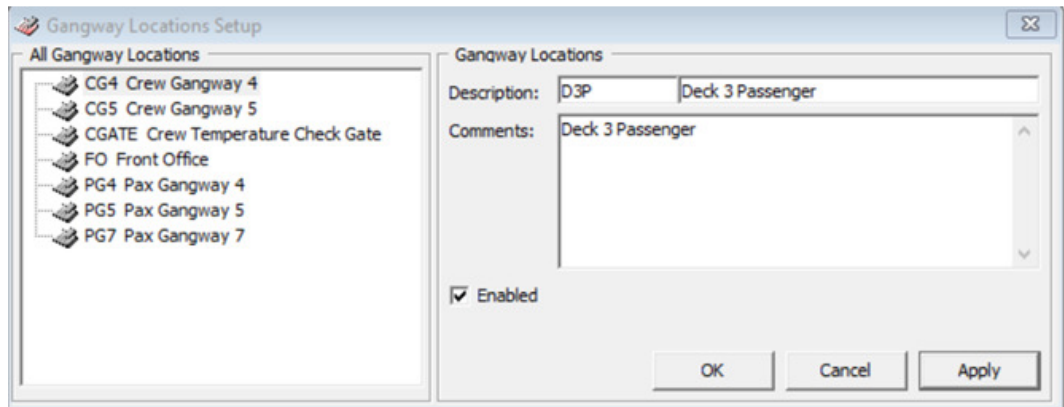 Gangway Locations Setup
All Gangway Locations
CG4 Crew Gangway 4
CG5 Crew Gangway 5
CGATE Crew Temperature Check Gate
FO Front Office
PG4 Pax Gangway 4
PG5 Pax Gangway 5
PG7 Pax Gangway 7
Gangway Locations
Description: D3P Deck 3 Passenger
Comments: Deck 3 Passenger
Enabled
OK Cancel Apply